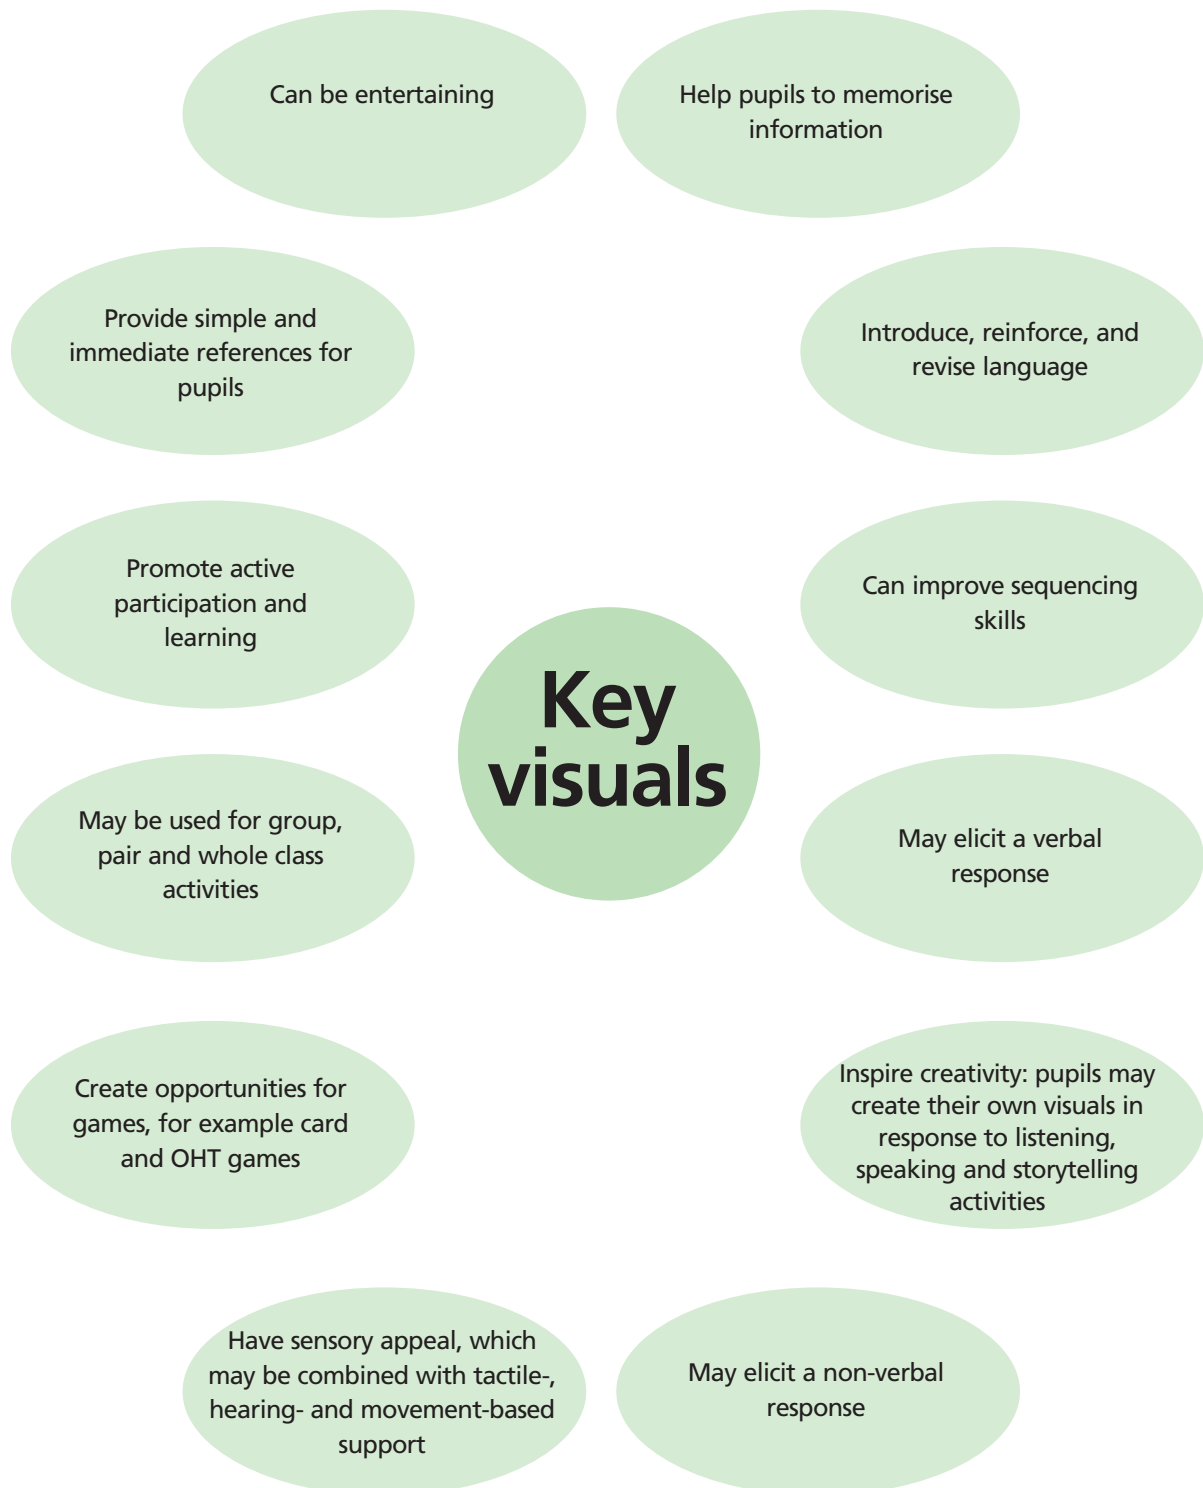 Can be entertaining
Help pupils to memorise
information
Provide simple and
immediate references for
pupils
Introduce, reinforce, and
revise language
Promote active
participation and
learning
Can improve sequencing
skills
Key
visuals
May be used for group,
pair and whole class
activities
May elicit a verbal
response
Create opportunities for
games, for example card
and OHT games
Inspire creativity: pupils may
create their own visuals in
response to listening,
speaking and storytelling
activities
Have sensory appeal, which
may be combined with tactile-,
hearing- and movement-based
support
May elicit a non-verbal
response